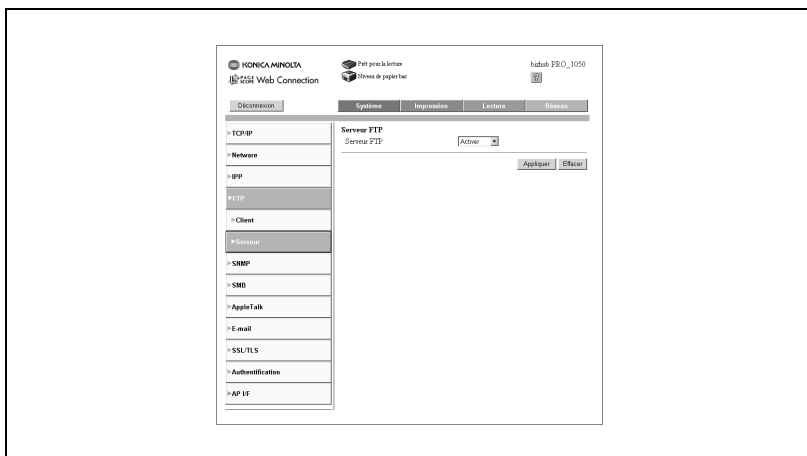 KONICA MINOLTA
PAGE SCOPE Web Connection
Prêt pour la lecture
Niveau de papier bas
bizhub PRO_1050
?
Déconnexion
Système
Impression
Lecture
Réseau
TCP/IP
Netware
IPP
FTP
Client
Serveur
SNMP
SMB
AppleTalk
E-mail
SSL/TLS
Authentification
AP I/F
Serveur FTP
Serveur FTP
Activer
Appliquer
Effacer